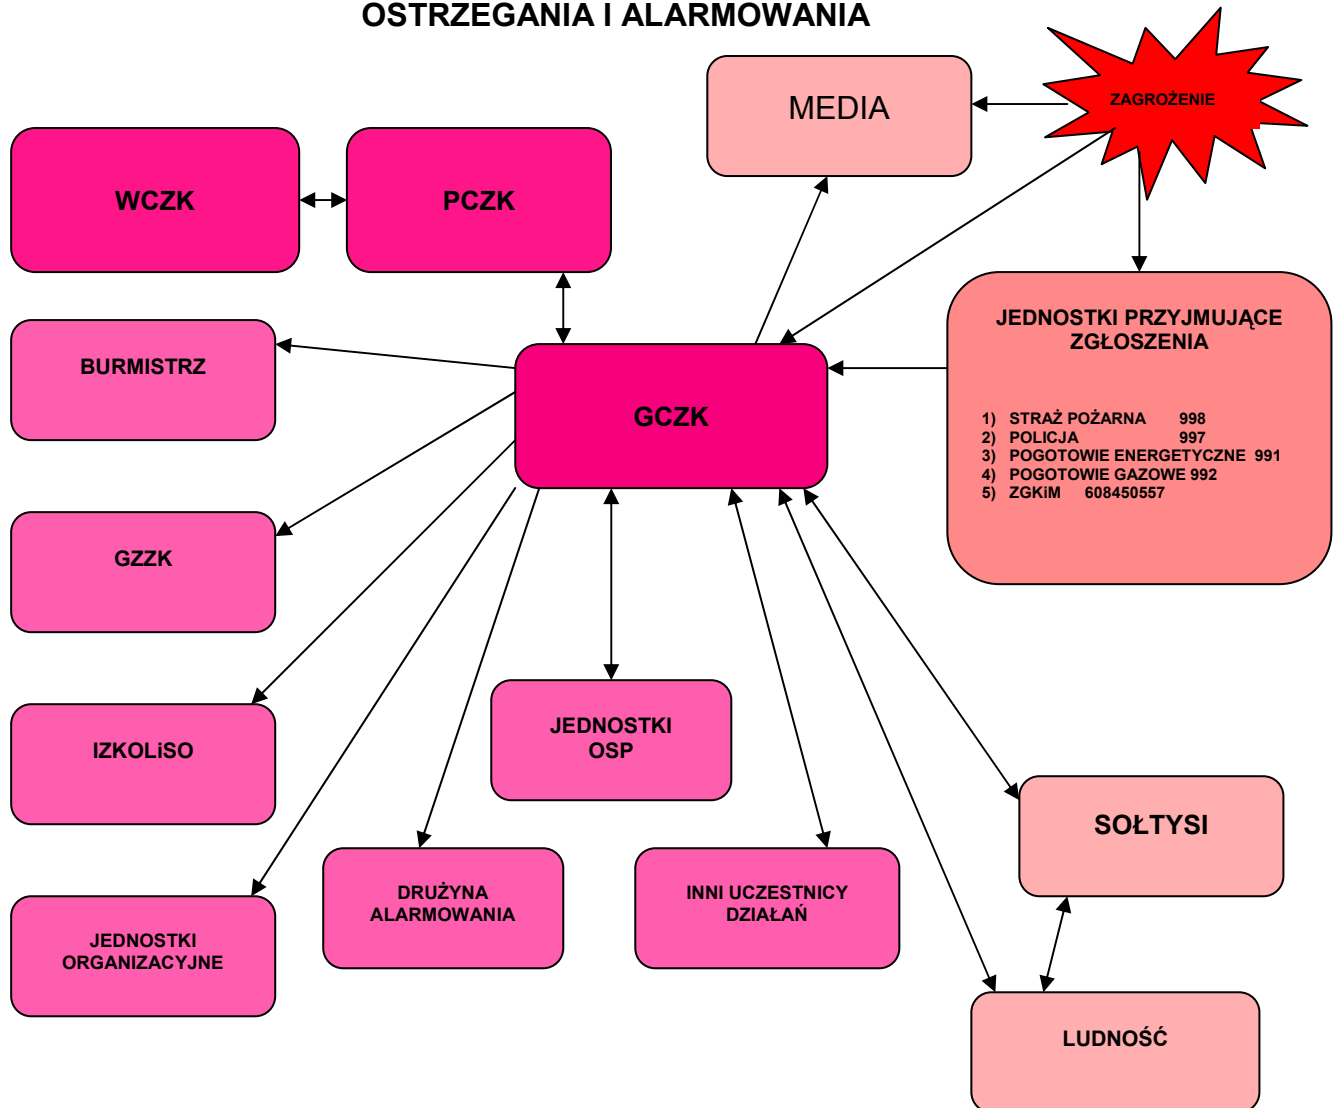 OSTRZEGANIA I ALARMOWANIA
MEDIA
ZAGROŻENIE
WCZK
PCZK
JEDNOSTKI PRZYJMUJĄCE
ZGŁOSZENIA
1) STRAŻ POŻARNA 998
2) POLICJA 997
3) POGOTOWIE ENERGETYCZNE 991
4) POGOTOWIE GAZOWE 992
5) ZGKiM 608450557
BURMISTRZ
GCZK
GZZK
IZKOLiSO
JEDNOSTKI
OSP
SOŁTYSI
DRUŻYNA
ALARMOWANIA
INNI UCZESTNICY
DZIAŁAŃ
JEDNOSTKI
ORGANIZACYJNE
LUDNOŚĆ